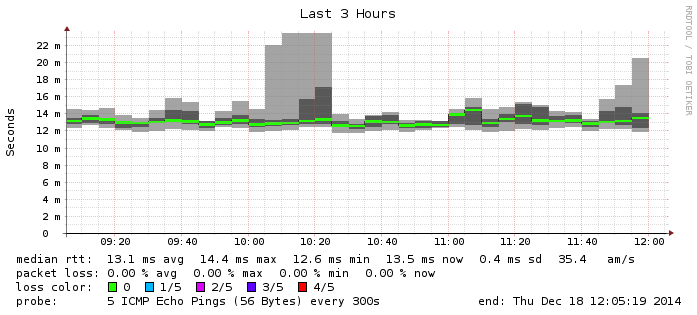 Last 3 Hours
RRDTOOL / TOBI OETIKER
Seconds
22 m
20 m
18 m
16 m
14 m
12 m
10 m
8 m
6 m
4 m
2 m
0
09:20 09:40 10:00 10:20 10:40 11:00 11:20 11:40 12:00
median rtt: 13.1 ms avg 14.4 ms max 12.6 ms min 13.5 ms now 0.4 ms sd 35.4 am/s
packet loss: 0.00 % avg 0.00 % max 0.00 % min 0.00 % now
loss color: 0 1/5 2/5 3/5 4/5
probe: 5 ICMP Echo Pings (56 Bytes) every 300s end: Thu Dec 18 12:05:19 2014